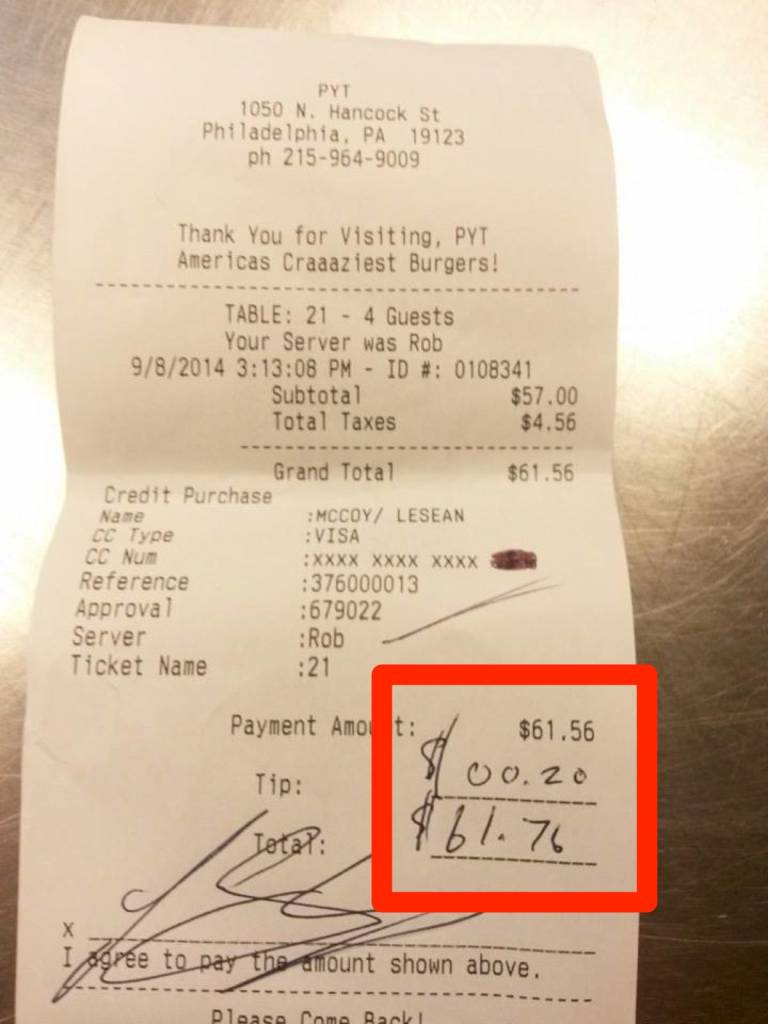 PYT
1050 N. Hancock St
Philadelphia, PA 19123
ph 215-964-9009
Thank You for Visiting, PYT
Americas Craaaziest Burgers!
TABLE: 21 - 4 Guests
Your Server was Rob
9/8/2014 3:13:08 PM - ID #: 0108341
Subtotal $57.00
Total Taxes $4.56
Grand Total $61.56
Credit Purchase
Name :MCCOY/ LESEAN
CC Type :VISA
CC Num :XXXX XXXX XXXX
Reference :376000013
Approval :679022
Server :Rob
Ticket Name :21
Payment Amount: $61.56
Tip: $ 00.20
Total: $61.76
X
I agree to pay the amount shown above.
Please Come Back!